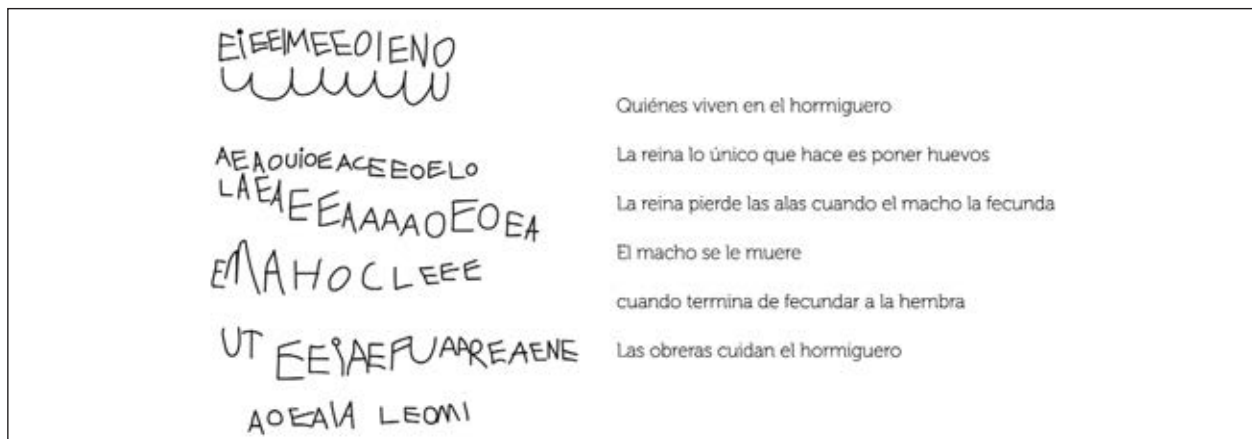 EiEEIMEEOIENO
AEAOUiOEACEEOELO
LAEAEEEAAAAOEOEA
EMAHOCLEEE
UT EEiAEFUAAREAENE
AOEAIA LEOMI
Quiénes viven en el hormiguero
La reina lo único que hace es poner huevos
La reina pierde las alas cuando el macho la fecunda
El macho se le muere
cuando termina de fecundar a la hembra
Las obreras cuidan el hormiguero